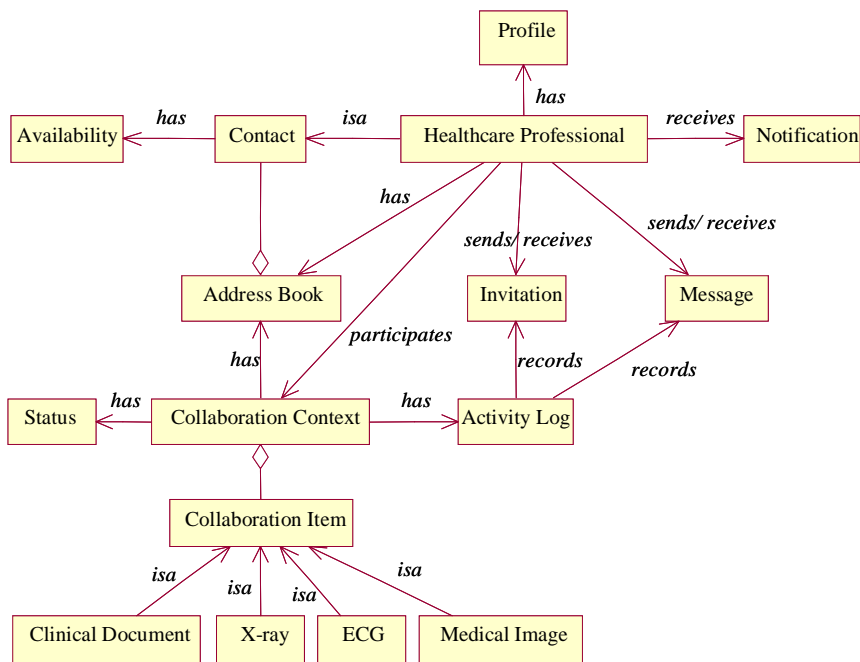 Profile
has
has
isa
receives
Availability
Contact
Healthcare Professional
Notification
has
sends/ receives
sends/ receives
Address Book
Invitation
Message
participates
has
records
records
has
has
Status
Collaboration Context
Activity Log
Collaboration Item
isa
isa
isa
isa
Clinical Document
X-ray
ECG
Medical Image